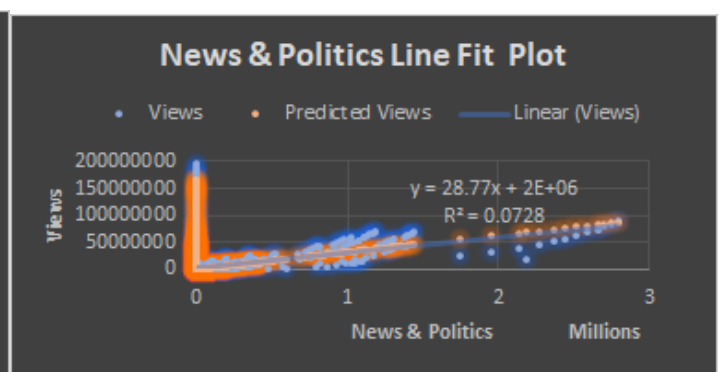 News & Politics Line Fit Plot
Views Predicted Views Linear (Views)
200000000
150000000
100000000
50000000
0
Views
y = 28.77x + 2E+06
R² = 0.0728
0 1 2 3
News & Politics Millions